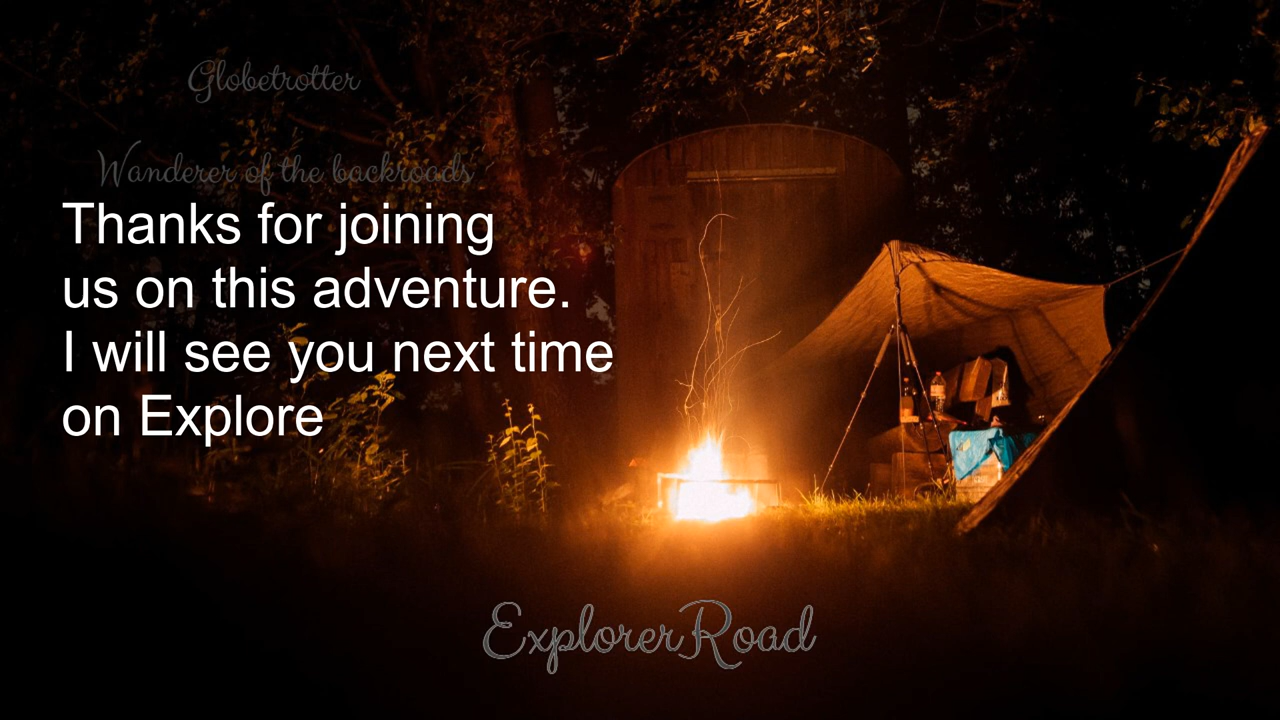 Globetrotter
Wanderer of the backroads
Thanks for joining
us on this adventure.
I will see you next time
on Explore
ExplorerRoad